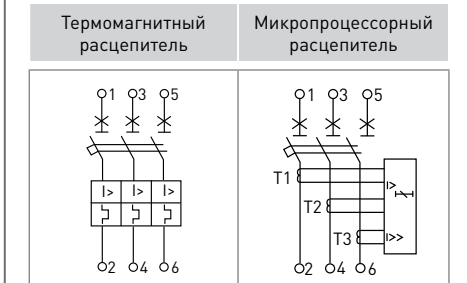 Термомагнитный
расцепитель
Микропроцессорный
расцепитель
1 3 5
I> I> I>
2 4 6
1 3 5
T1
I>
T2
T3
I>>
2 4 6